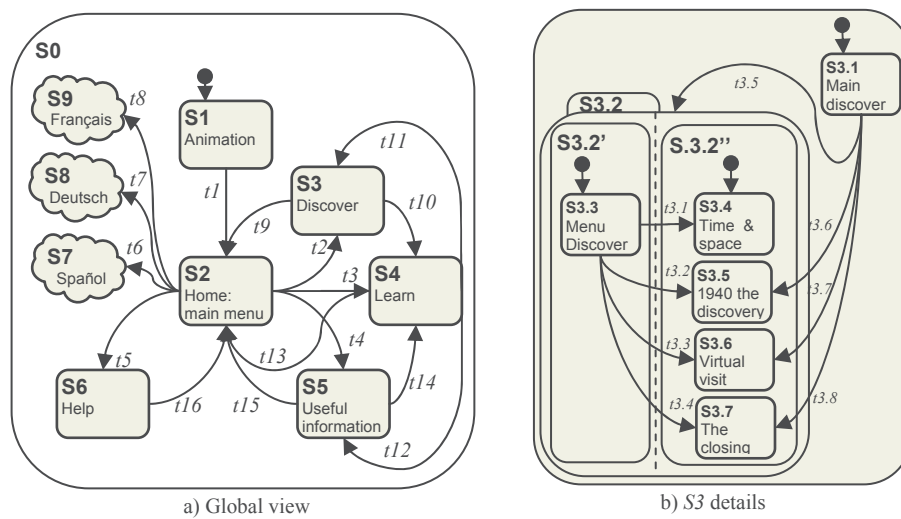 S0
S9
Français
t8
S1
Animation
t11
S8
Deutsch
t7
t1
S3
Discover
t10
t9
t6
t2
S7
Spañol
S2
Home:
main menu
t3
S4
Learn
t4
t13
t5
S6
Help
t16
t15
S5
Useful
information
t14
t12
a) Global view
S3.1
Main
discover
t3.5
S3.2
S3.2'
S.3.2''
S3.3
Menu
Discover
t3.1
S3.4
Time &
space
t3.6
t3.2
S3.5
1940 the
discovery
t3.7
t3.3
S3.6
Virtual
visit
t3.4
S3.7
The
closing
t3.8
b) S3 details